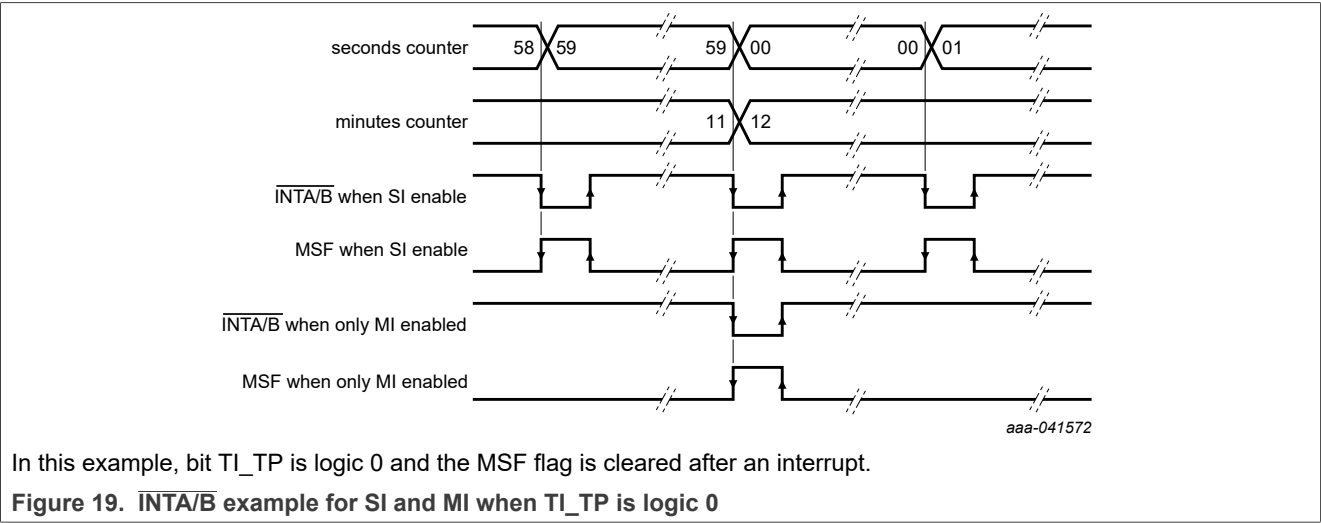 seconds counter 58 59 59 00 00 01
minutes counter 11 12
INTA/B when SI enable
MSF when SI enable
INTA/B when only MI enabled
MSF when only MI enabled
aaa-041572
In this example, bit TI_TP is logic 0 and the MSF flag is cleared after an interrupt.
Figure 19. INTA/B example for SI and MI when TI_TP is logic 0